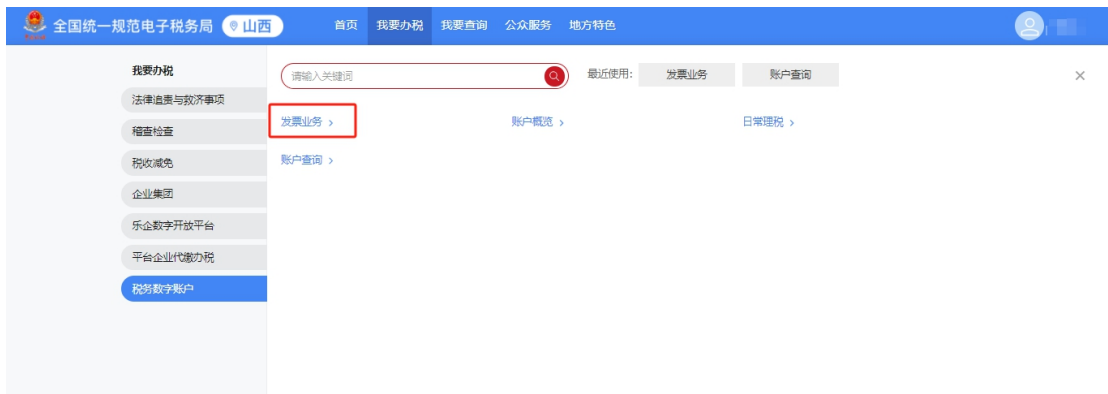 全国统一规范电子税务局 山西 首页 我要办税 我要查询 公众服务 地方特色
我要办税
法律追责与救济事项
稽查检查
税收减免
企业集团
乐企数字开放平台
平台企业代缴办税
税务数字账户
请输入关键词 最近使用: 发票业务 账户查询
发票业务 账户概览 日常理税
账户查询